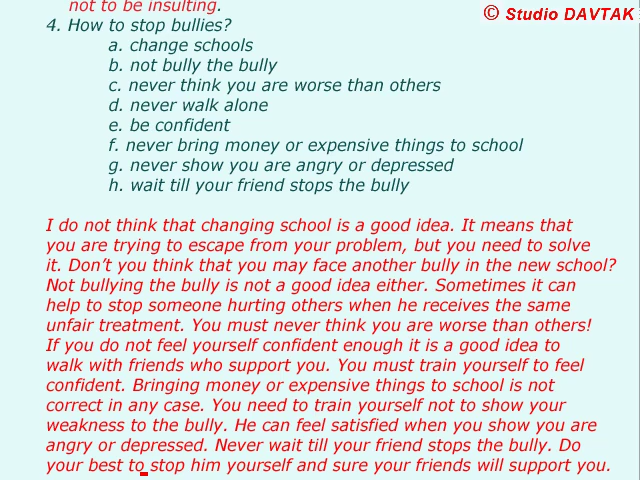 not to be insulting.
© Studio DAVTAK
4. How to stop bullies?
a. change schools
b. not bully the bully
c. never think you are worse than others
d. never walk alone
e. be confident
f. never bring money or expensive things to school
g. never show you are angry or depressed
h. wait till your friend stops the bully
I do not think that changing school is a good idea. It means that
you are trying to escape from your problem, but you need to solve
it. Don’t you think that you may face another bully in the new school?
Not bullying the bully is not a good idea either. Sometimes it can
help to stop someone hurting others when he receives the same
unfair treatment. You must never think you are worse than others!
If you do not feel yourself confident enough it is a good idea to
walk with friends who support you. You must train yourself to feel
confident. Bringing money or expensive things to school is not
correct in any case. You need to train yourself not to show your
weakness to the bully. He can feel satisfied when you show you are
angry or depressed. Never wait till your friend stops the bully. Do
your best to stop him yourself and sure your friends will support you.